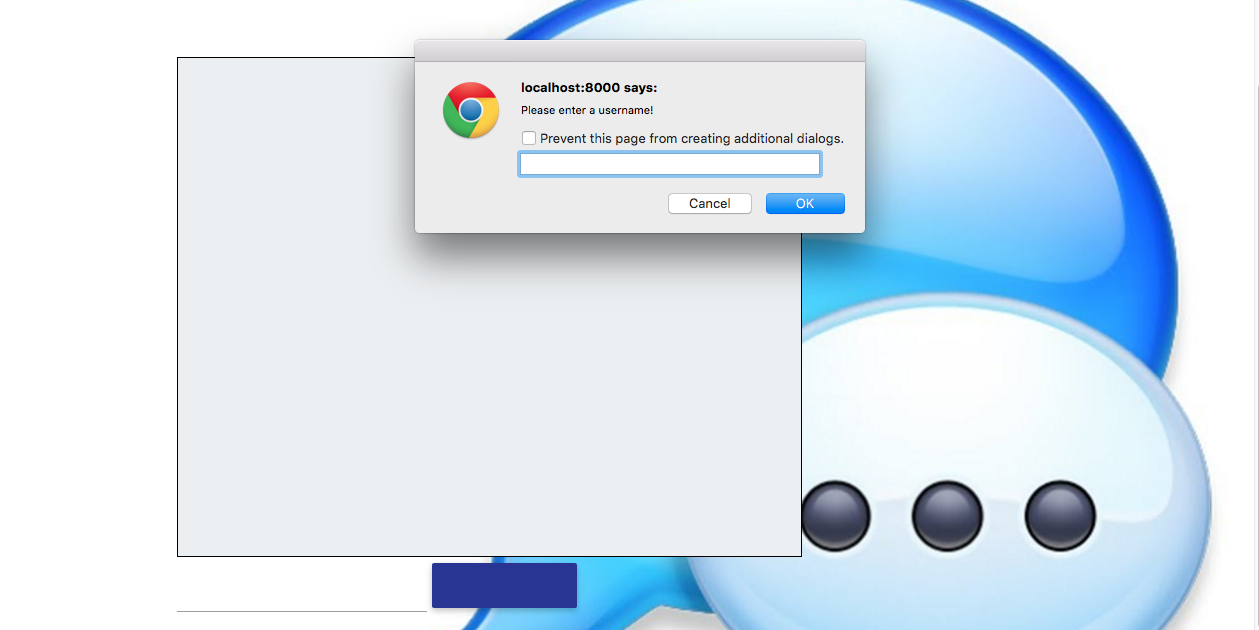 localhost:8000 says:
Please enter a username!
Prevent this page from creating additional dialogs.
Cancel OK